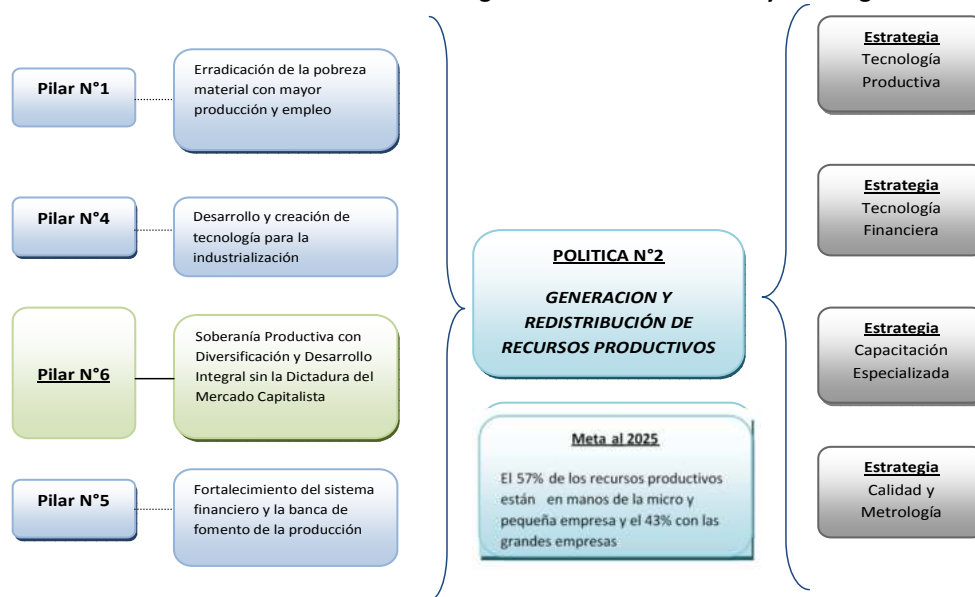 Pilar N°1
Erradicación de la pobreza
material con mayor
producción y empleo
Pilar N°4
Desarrollo y creación de
tecnología para la
industrialización
Pilar N°6
Soberanía Productiva con
Diversificación y Desarrollo
Integral sin la Dictadura del
Mercado Capitalista
Pilar N°5
Fortalecimiento del sistema
financiero y la banca de
fomento de la producción
POLITICA N°2
GENERACION Y
REDISTRIBUCIÓN DE
RECURSOS PRODUCTIVOS
Meta al 2025
El 57% de los recursos productivos
están en manos de la micro y
pequeña empresa y el 43% con las
grandes empresas
Estrategia
Tecnología
Productiva
Estrategia
Tecnología
Financiera
Estrategia
Capacitación
Especializada
Estrategia
Calidad y
Metrología